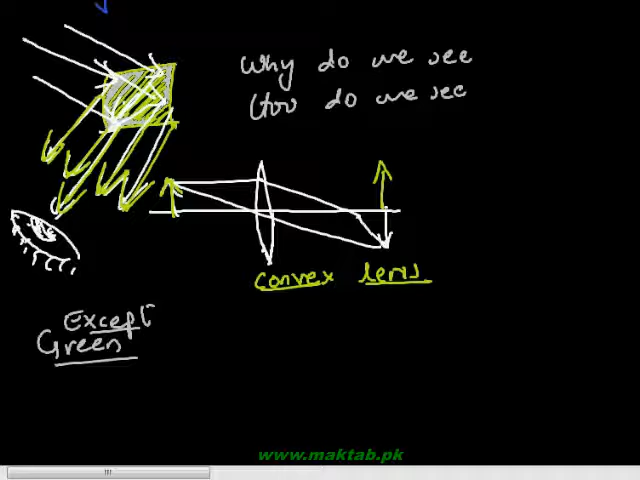 Why do we see
How do we see
convex lens
Except
Green
www.maktab.pk